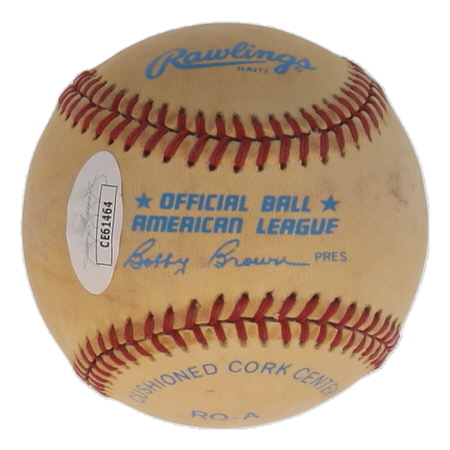 Rawlings
HAITI
★ OFFICIAL BALL ★
AMERICAN LEAGUE
Bobby Brown PRES.
CUSHIONED CORK CENTER
RO-A
CE61464